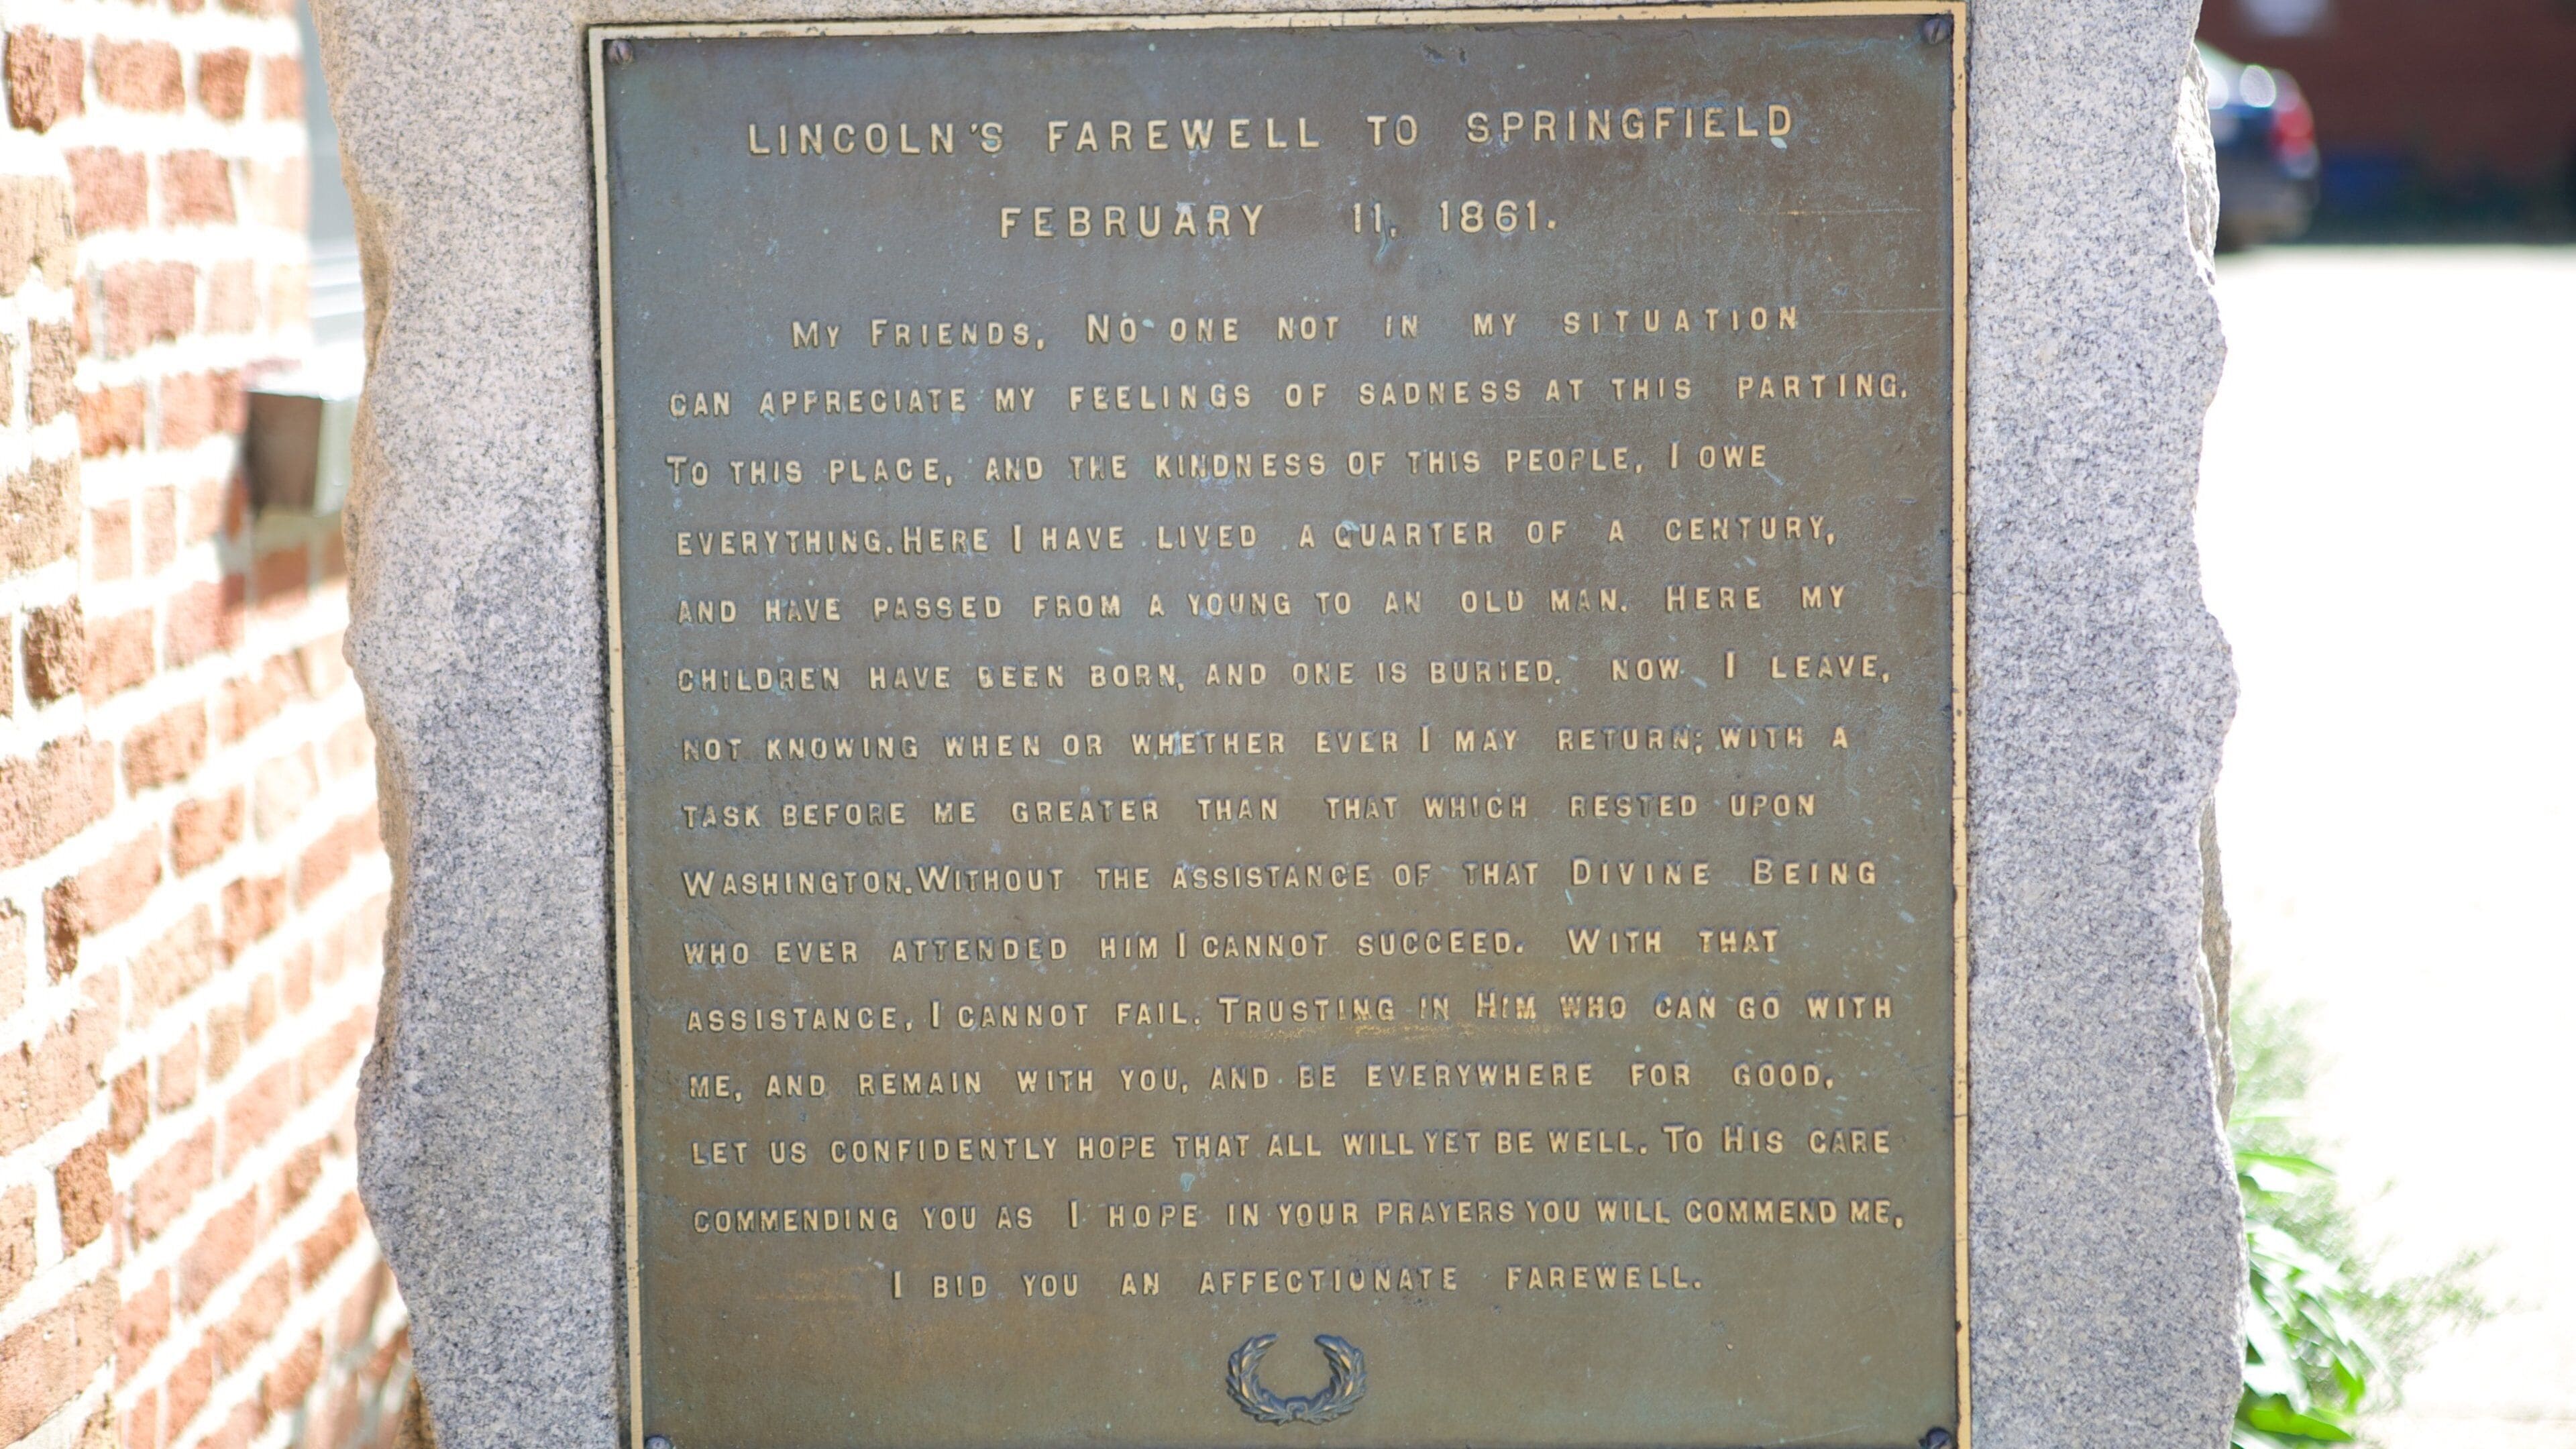 LINCOLN'S FAREWELL TO SPRINGFIELD
FEBRUARY 11, 1861.
MY FRIENDS, NO ONE NOT IN MY SITUATION
CAN APPRECIATE MY FEELINGS OF SADNESS AT THIS PARTING.
TO THIS PLACE, AND THE KINDNESS OF THIS PEOPLE, I OWE
EVERYTHING. HERE I HAVE LIVED A QUARTER OF A CENTURY,
AND HAVE PASSED FROM A YOUNG TO AN OLD MAN. HERE MY
CHILDREN HAVE BEEN BORN, AND ONE IS BURIED. NOW I LEAVE,
NOT KNOWING WHEN OR WHETHER EVER I MAY RETURN; WITH A
TASK BEFORE ME GREATER THAN THAT WHICH RESTED UPON
WASHINGTON. WITHOUT THE ASSISTANCE OF THAT DIVINE BEING
WHO EVER ATTENDED HIM I CANNOT SUCCEED. WITH THAT
ASSISTANCE, I CANNOT FAIL. TRUSTING IN HIM WHO CAN GO WITH
ME, AND REMAIN WITH YOU, AND BE EVERYWHERE FOR GOOD,
LET US CONFIDENTLY HOPE THAT ALL WILL YET BE WELL. TO HIS CARE
COMMENDING YOU AS I HOPE IN YOUR PRAYERS YOU WILL COMMEND ME,
I BID YOU AN AFFECTIONATE FAREWELL.